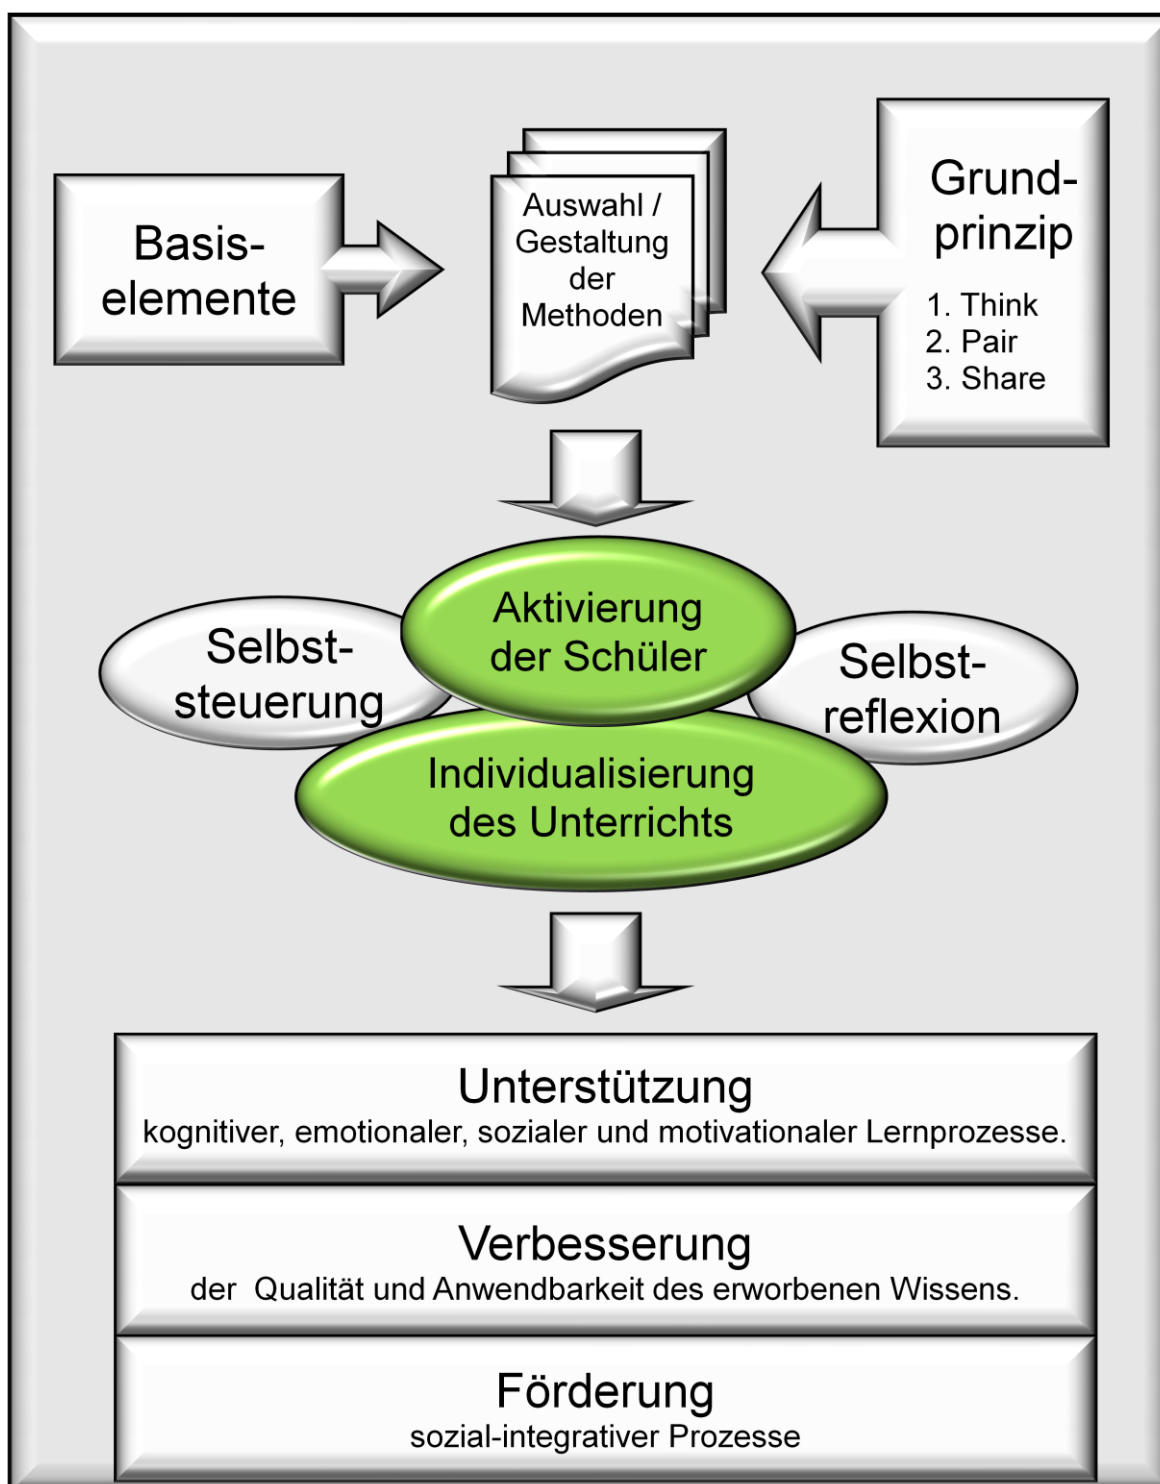 Basis-
elemente
Auswahl /
Gestaltung
der
Methoden
Grund-
prinzip
1. Think
2. Pair
3. Share
Selbst-
steuerung
Aktivierung
der Schüler
Selbst-
reflexion
Individualisierung
des Unterrichts
Unterstützung
kognitiver, emotionaler, sozialer und motivationaler Lernprozesse.
Verbesserung
der  Qualität und Anwendbarkeit des erworbenen Wissens.
Förderung
sozial-integrativer Prozesse